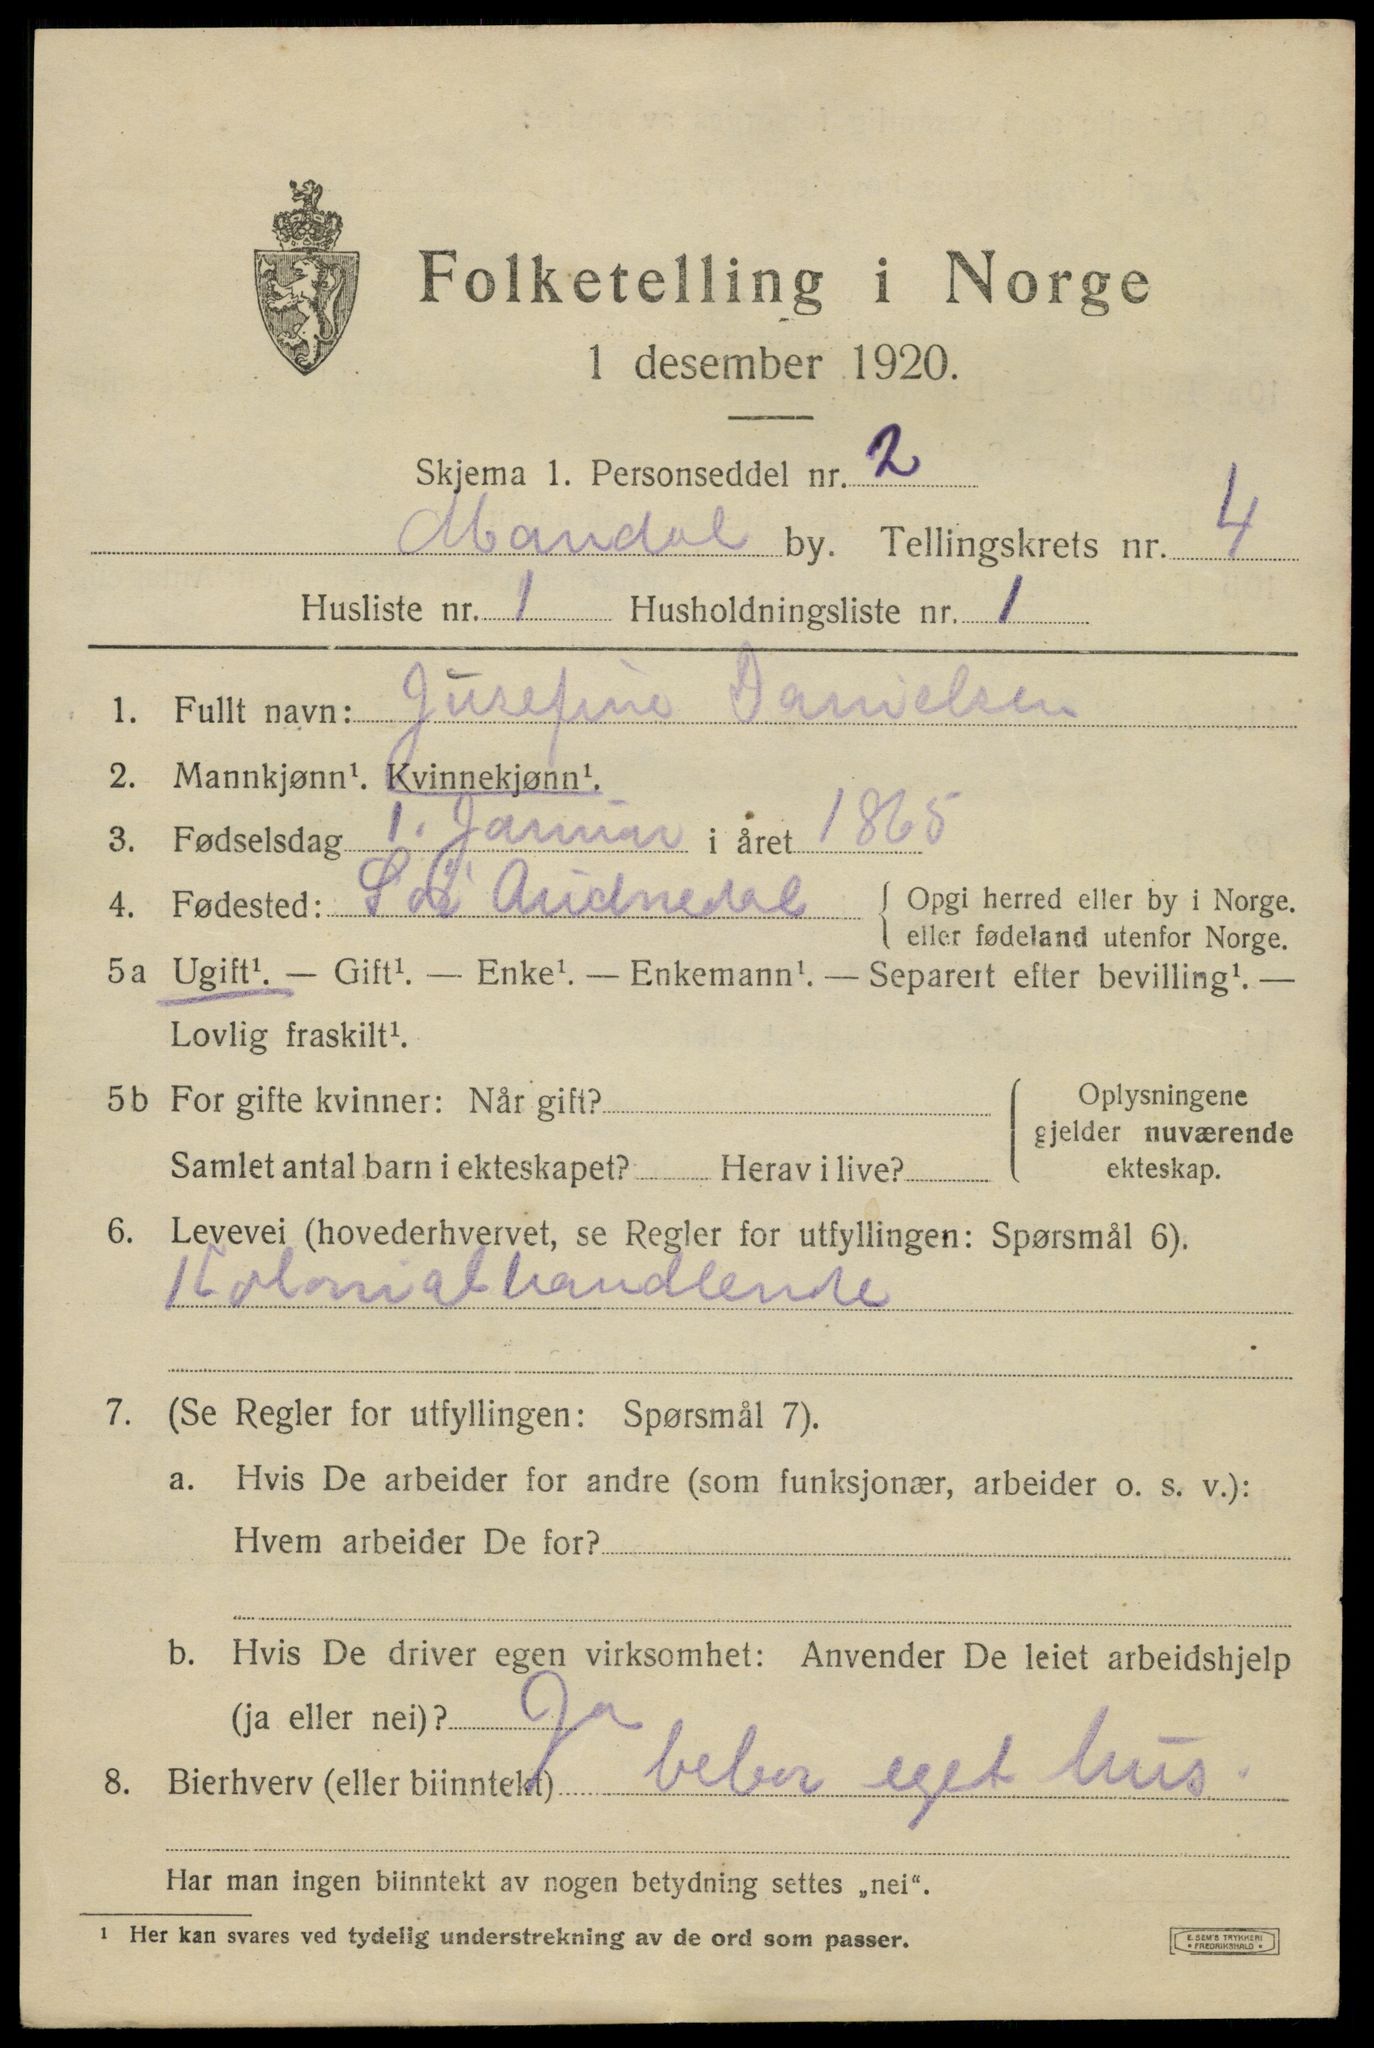 Folketelling i Norge
1 desember 1920.
Skjema 1. Personseddel nr. 2
Mandal by. Tellingskrets nr. 4
Husliste nr. 1 Husholdningsliste nr. 1
1. Fullt navn: Jusefine Danielsen
2. Mannkjønn¹. Kvinnekjønn¹.
3. Fødselsdag 1. Januar i året 1865
4. Fødested: Sør Audnedal { Opgi herred eller by i Norge.
eller fødeland utenfor Norge.
5a Ugift¹. — Gift¹. — Enke¹. — Enkemann¹. — Separert efter bevilling¹. —
Lovlig fraskilt¹.
5b For gifte kvinner: Når gift?
Samlet antal barn i ekteskapet? Herav i live?
Oplysningene
gjelder nuværende
ekteskap.
6. Levevei (hovederhvervet, se Regler for utfyllingen: Spørsmål 6).
Kolonialhandlende
7. (Se Regler for utfyllingen: Spørsmål 7).
a. Hvis De arbeider for andre (som funksjonær, arbeider o. s. v.):
Hvem arbeider De for?
b. Hvis De driver egen virksomhet: Anvender De leiet arbeidshjelp
(ja eller nei)? Ja
8. Bierhverv (eller biinntekt) bebor eget hus.
Har man ingen biinntekt av nogen betydning settes „nei“.
¹ Her kan svares ved tydelig understrekning av de ord som passer.
E. SEM'S TRYKKERI
• FREDRIKSHALD •